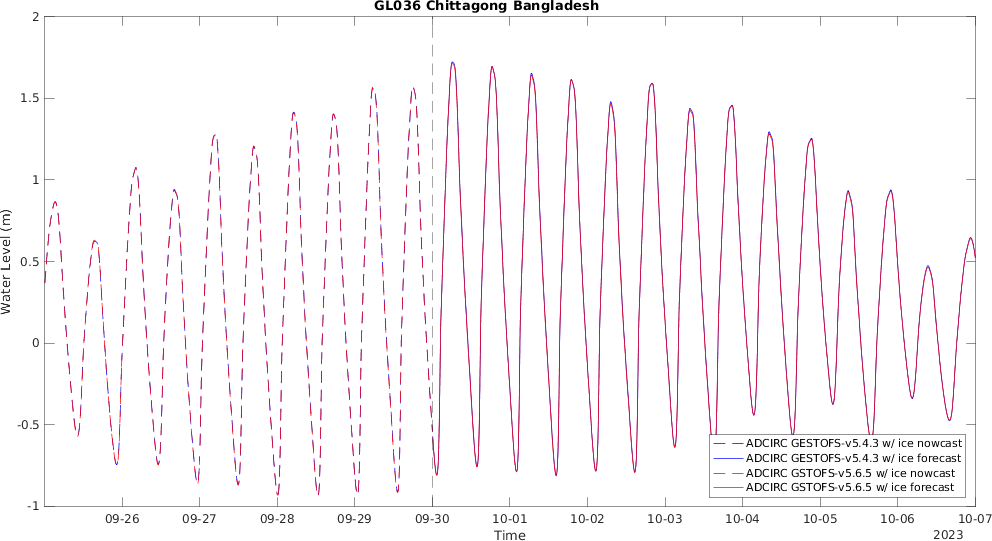 GL036 Chittagong Bangladesh
2
1.5
1
0.5
0
-0.5
-1
Water Level (m)
09-26 09-27 09-28 09-29 09-30 10-01 10-02 10-03 10-04 10-05 10-06 10-07
Time
2023
ADCIRC GESTOFS-v5.4.3 w/ ice nowcast
ADCIRC GESTOFS-v5.4.3 w/ ice forecast
ADCIRC GSTOFS-v5.6.5 w/ ice nowcast
ADCIRC GSTOFS-v5.6.5 w/ ice forecast